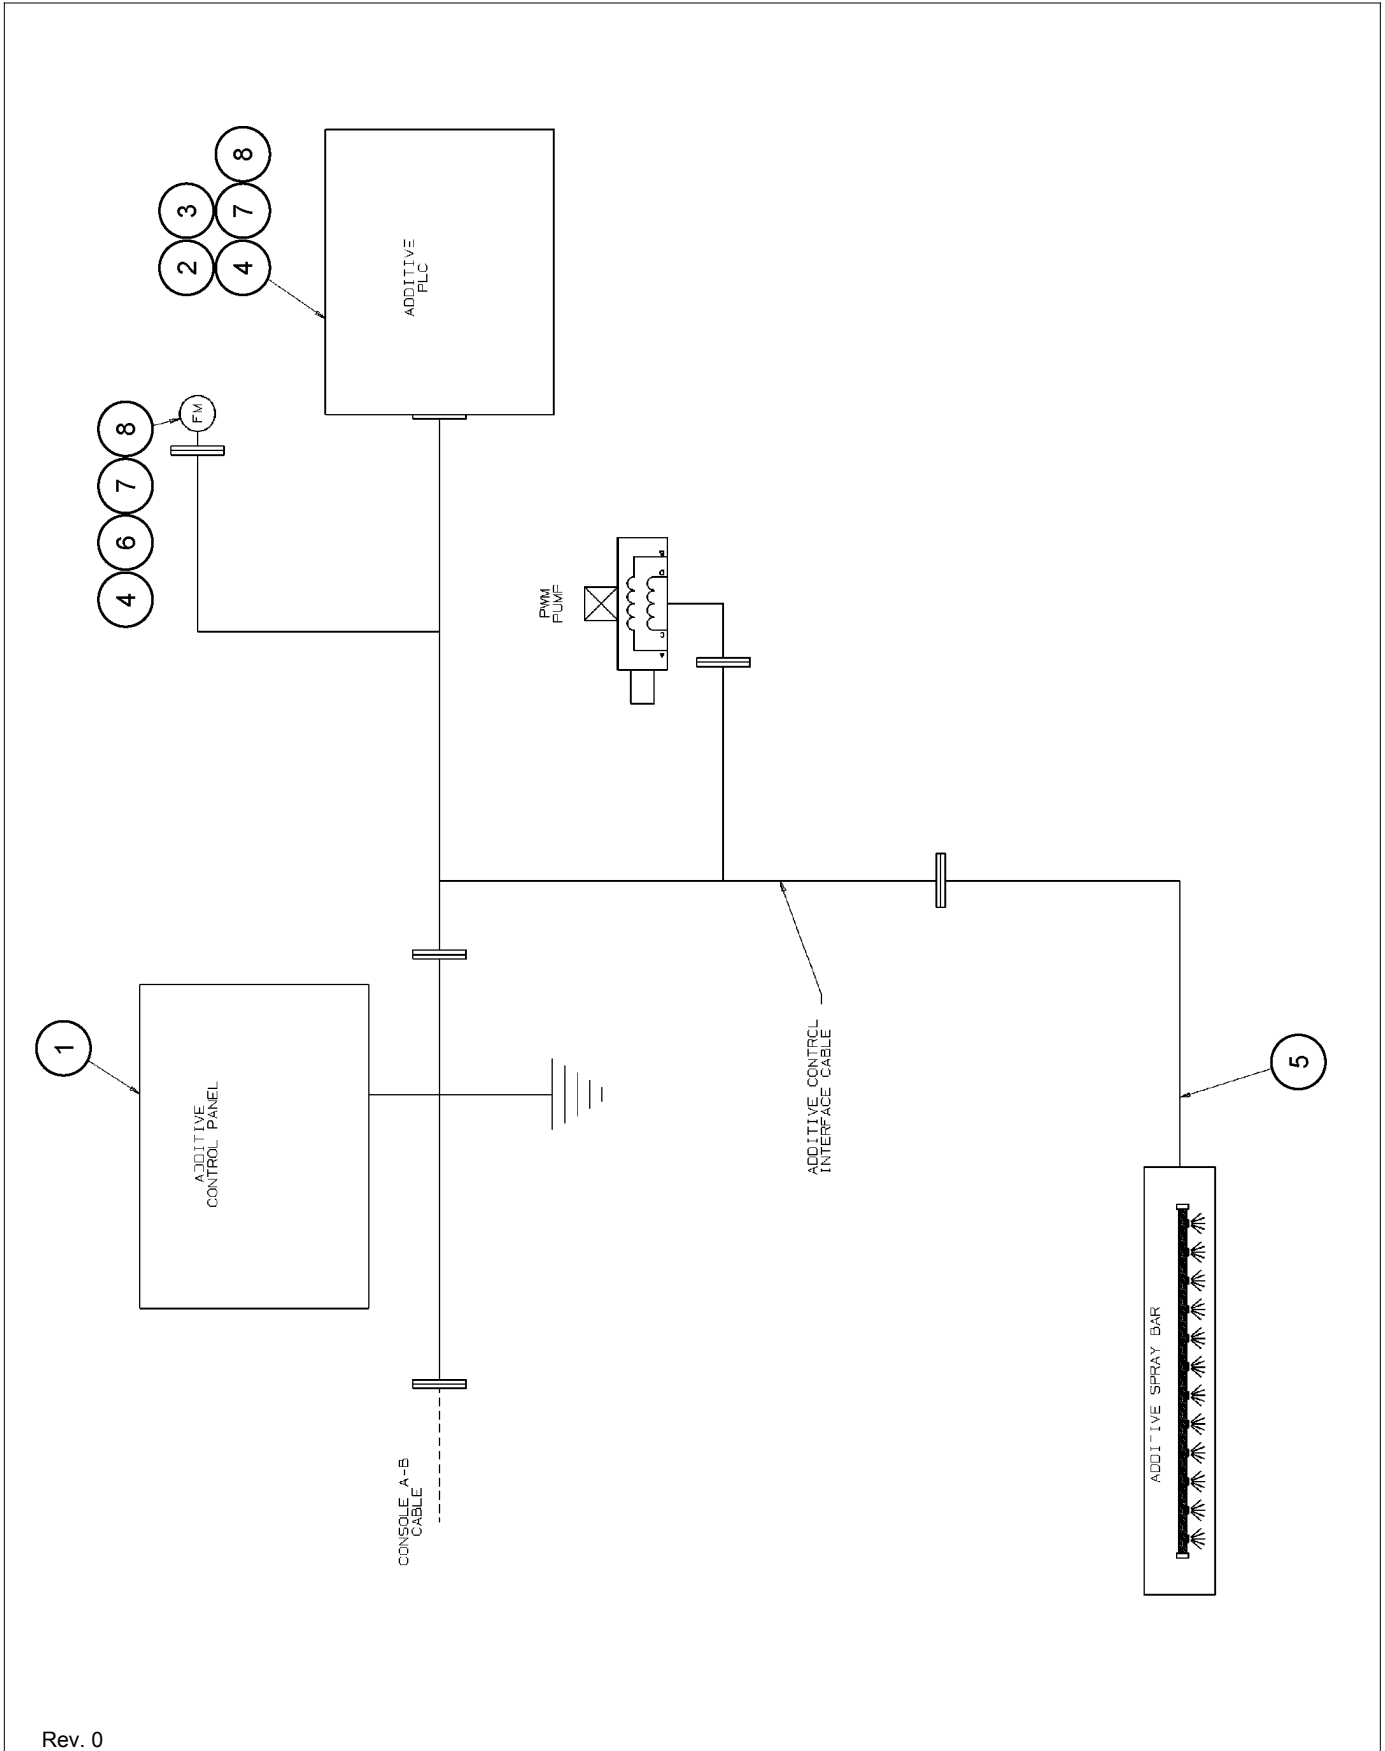 1
4 6 7 8
2 3
4 7 8
FM
ADDITIVE
CONTROL PANEL
CONSOLE A-B
CABLE
ADDITIVE
PLC
PWM
PUMP
ADDITIVE CONTROL
INTERFACE CABLE
ADDITIVE SPRAY BAR
5
Rev. 0